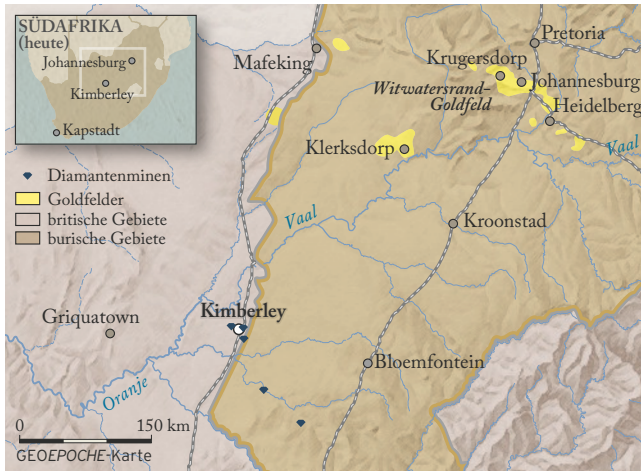 SÜDAFRIKA
(heute)
Johannesburg
Kimberley
Kapstadt
Mafeking
Pretoria
Krugersdorp
Johannesburg
Witwatersrand-
Goldfeld
Heidelberg
Klerksdorp
Vaal
Diamantenminen
Goldfelder
britische Gebiete
burische Gebiete
Vaal
Kroonstad
Griquatown
Kimberley
Bloemfontein
Oranje
0 150 km
GEOEPOCHE-Karte